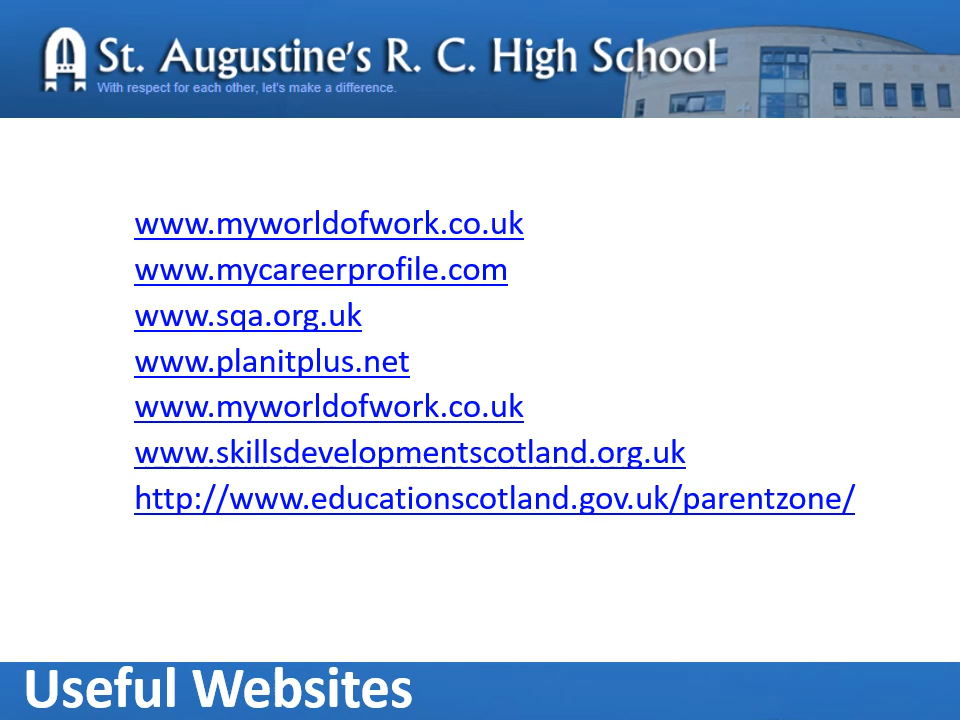 St. Augustine's R. C. High School
With respect for each other, let's make a difference.
www.myworldofwork.co.uk
www.mycareerprofile.com
www.sqa.org.uk
www.planitplus.net
www.myworldofwork.co.uk
www.skillsdevelopmentscotland.org.uk
http://www.educationscotland.gov.uk/parentzone/
Useful Websites